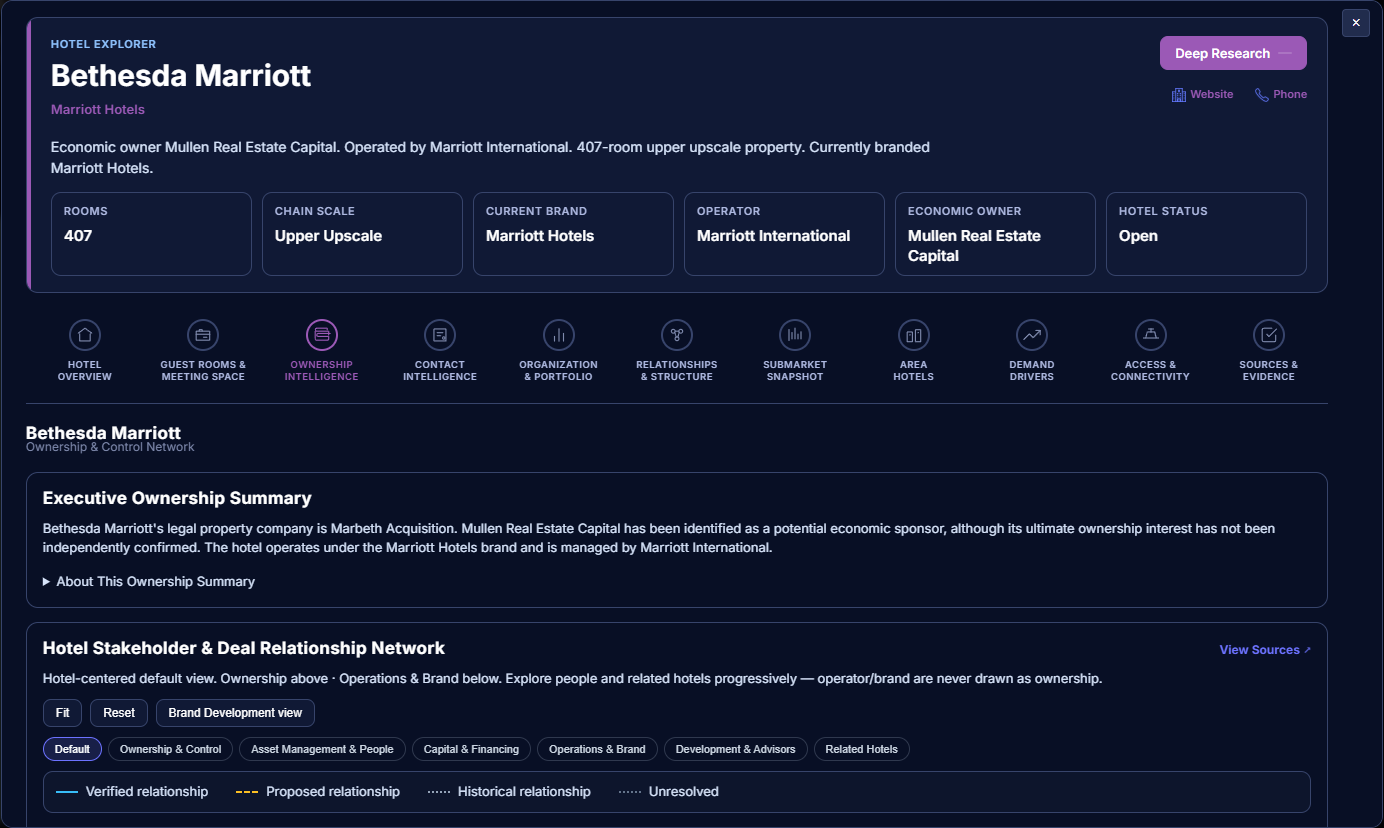 HOTEL EXPLORER
Bethesda Marriott
Marriott Hotels
Deep Research —
Website Phone
Economic owner Mullen Real Estate Capital. Operated by Marriott International. 407-room upper upscale property. Currently branded
Marriott Hotels.
ROOMS
407
CHAIN SCALE
Upper Upscale
CURRENT BRAND
Marriott Hotels
OPERATOR
Marriott International
ECONOMIC OWNER
Mullen Real Estate
Capital
HOTEL STATUS
Open
HOTEL
OVERVIEW
GUEST ROOMS &
MEETING SPACE
OWNERSHIP
INTELLIGENCE
CONTACT
INTELLIGENCE
ORGANIZATION
& PORTFOLIO
RELATIONSHIPS
& STRUCTURE
SUBMARKET
SNAPSHOT
AREA
HOTELS
DEMAND
DRIVERS
ACCESS &
CONNECTIVITY
SOURCES &
EVIDENCE
Bethesda Marriott
Ownership & Control Network
Executive Ownership Summary
Bethesda Marriott's legal property company is Marbeth Acquisition. Mullen Real Estate Capital has been identified as a potential economic sponsor, although its ultimate ownership interest has not been
independently confirmed. The hotel operates under the Marriott Hotels brand and is managed by Marriott International.
▶ About This Ownership Summary
Hotel Stakeholder & Deal Relationship Network
View Sources ↗
Hotel-centered default view. Ownership above · Operations & Brand below. Explore people and related hotels progressively — operator/brand are never drawn as ownership.
Fit Reset Brand Development view
Default Ownership & Control Asset Management & People Capital & Financing Operations & Brand Development & Advisors Related Hotels
Verified relationship Proposed relationship Historical relationship Unresolved